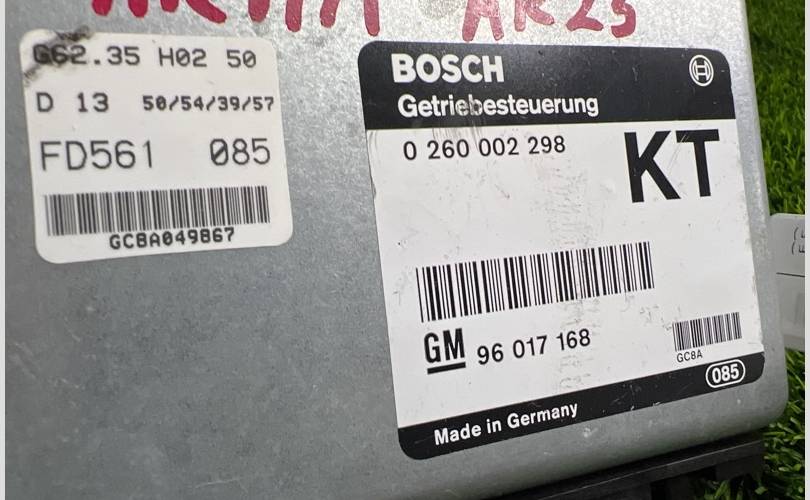 AR25
G62.35 H02 50
D 13 50/54/39/57
FD561 085
GC8A049867
BOSCH
Getriebesteuerung
0 260 002 298
KT
GM 96 017 168
GC8A
085
Made in Germany